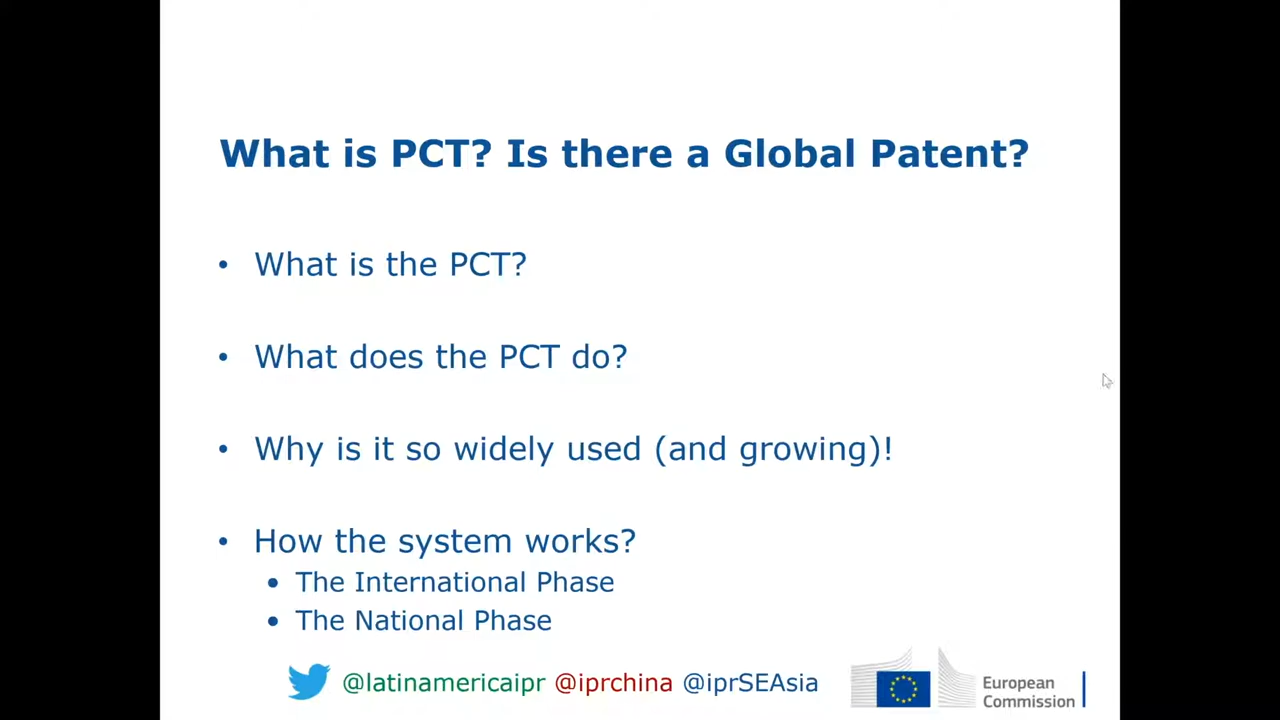 What is PCT? Is there a Global Patent?
• What is the PCT?
• What does the PCT do?
• Why is it so widely used (and growing)!
• How the system works?
• The International Phase
• The National Phase
@latinamericaipr @iprchina @iprSEAsia
European
Commission